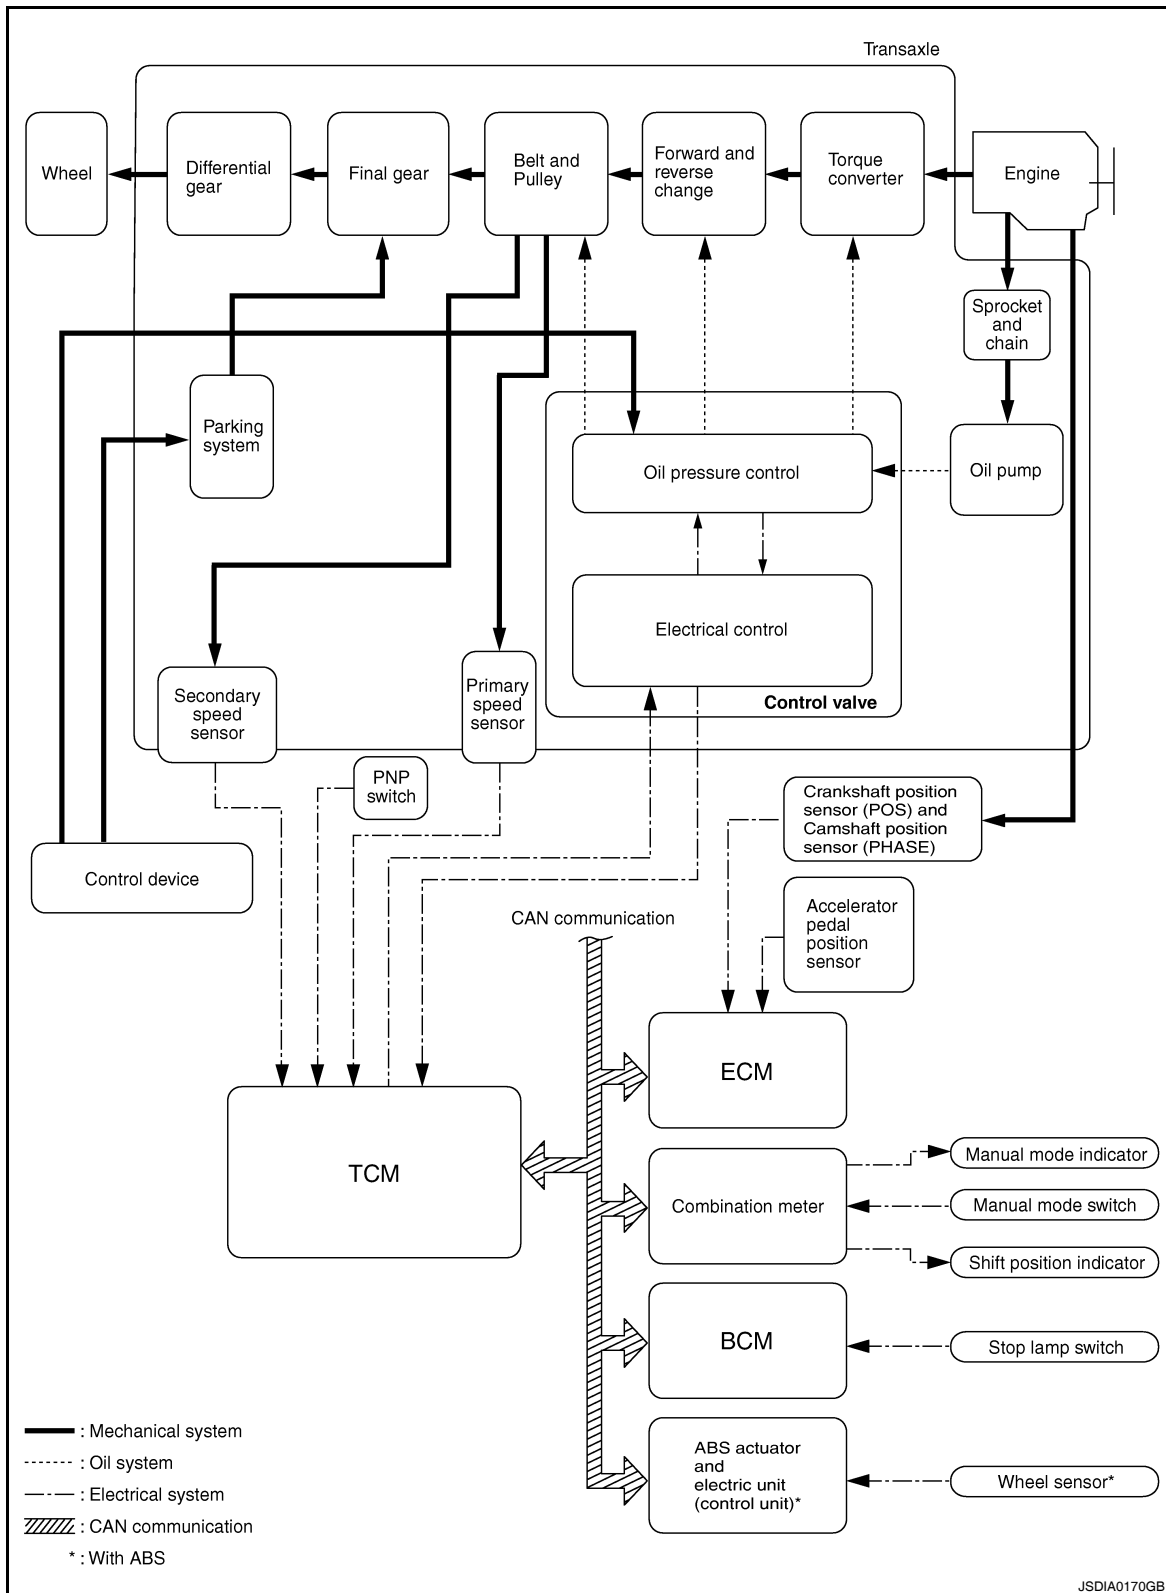 Transaxle
Wheel
Differential
gear
Final gear
Belt and
Pulley
Forward and
reverse
change
Torque
converter
Engine
Sprocket
and
chain
Parking
system
Oil pressure control
Oil pump
Electrical control
Control valve
Secondary
speed
sensor
Primary
speed
sensor
PNP
switch
Crankshaft position
sensor (POS) and
Camshaft position
sensor (PHASE)
Control device
CAN communication
Accelerator
pedal
position
sensor
ECM
TCM
Combination meter
Manual mode indicator
Manual mode switch
Shift position indicator
BCM
Stop lamp switch
ABS actuator
and
electric unit
(control unit)*
Wheel sensor*
: Mechanical system
: Oil system
: Electrical system
: CAN communication
* : With ABS
JSDIA0170GB